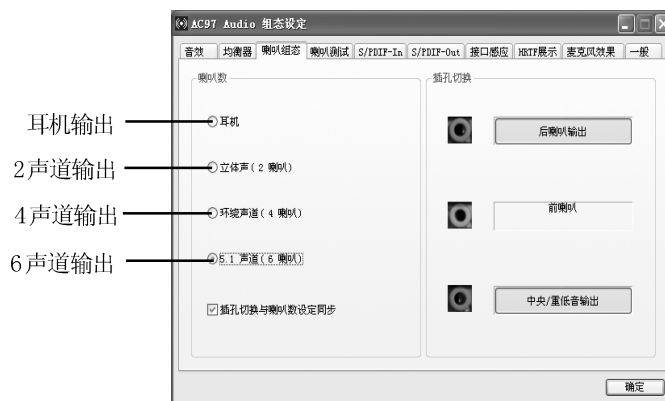 AC97 Audio 组态设定
音效 均衡器 喇叭组态 喇叭测试 S/PDIF-In S/PDIF-Out 接口感应 HRTF展示 麦克风效果 一般
喇叭数
耳机输出
耳机
2声道输出
立体声(2 喇叭)
4声道输出
环绕声道(4 喇叭)
6声道输出
5.1 声道(6 喇叭)
插孔切换与喇叭数设定同步
插孔切换
后喇叭输出
前喇叭
中央/重低音输出
确定